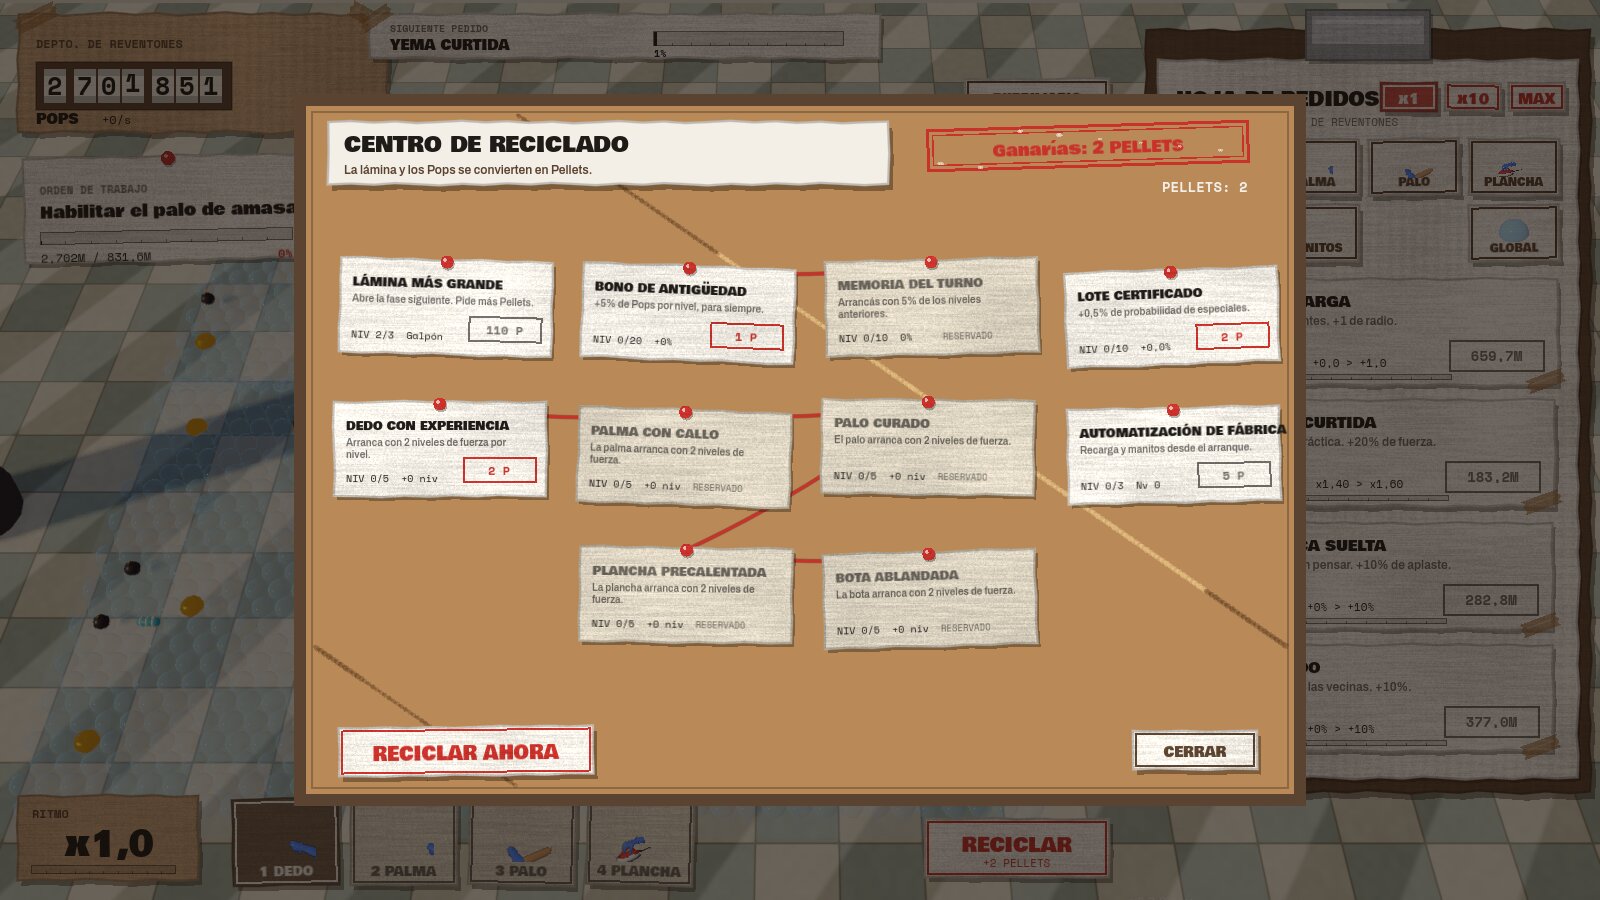 DEPTO. DE REVENTONES
2 701 851
POPS +0/s
SIGUIENTE PEDIDO
YEMA CURTIDA
1%
ORDEN DE TRABAJO
Habilitar el palo de amasa
2.702M / 831.6M
0%
PEDIDOS
x1
x10
MAX
DE REVENTONES
PALO
PLANCHA
GLOBAL
659,7M
+0,0 > +1,0
CURTIDA
+20% de fuerza.
x1,40 > x1,60
183,2M
SUELTA
pensar. +10% de aplaste.
+0% > +10%
282,8M
las vecinas. +10%.
+0% > +10%
377,0M
CENTRO DE RECICLADO
La lámina y los Pops se convierten en Pellets.
Ganarías: 2 PELLETS
PELLETS: 2
LÁMINA MÁS GRANDE
Abre la fase siguiente. Pide más Pellets.
NIV 2/3 Galpón
110 P
BONO DE ANTIGÜEDAD
+5% de Pops por nivel, para siempre.
NIV 0/20 +0%
1 P
MEMORIA DEL TURNO
Arrancás con 5% de los niveles
anteriores.
NIV 0/10 0% RESERVADO
LOTE CERTIFICADO
+0,5% de probabilidad de especiales.
NIV 0/10 +0,0%
2 P
DEDO CON EXPERIENCIA
Arranca con 2 niveles de fuerza por
nivel.
NIV 0/5 +0 niv
2 P
PALMA CON CALLO
La palma arranca con 2 niveles de
fuerza.
NIV 0/5 +0 niv RESERVADO
PALO CURADO
El palo arranca con 2 niveles de fuerza.
NIV 0/5 +0 niv RESERVADO
AUTOMATIZACIÓN DE FÁBRICA
Recarga y manitos desde el arranque.
NIV 0/3 Nv 0
5 P
PLANCHA PRECALENTADA
La plancha arranca con 2 niveles de
fuerza.
NIV 0/5 +0 niv RESERVADO
BOTA ABLANDADA
La bota arranca con 2 niveles de fuerza.
NIV 0/5 +0 niv RESERVADO
RECICLAR AHORA
CERRAR
RITMO
x1,0
1 DEDO
2 PALMA
3 PALO
4 PLANCHA
RECICLAR
+2 PELLETS